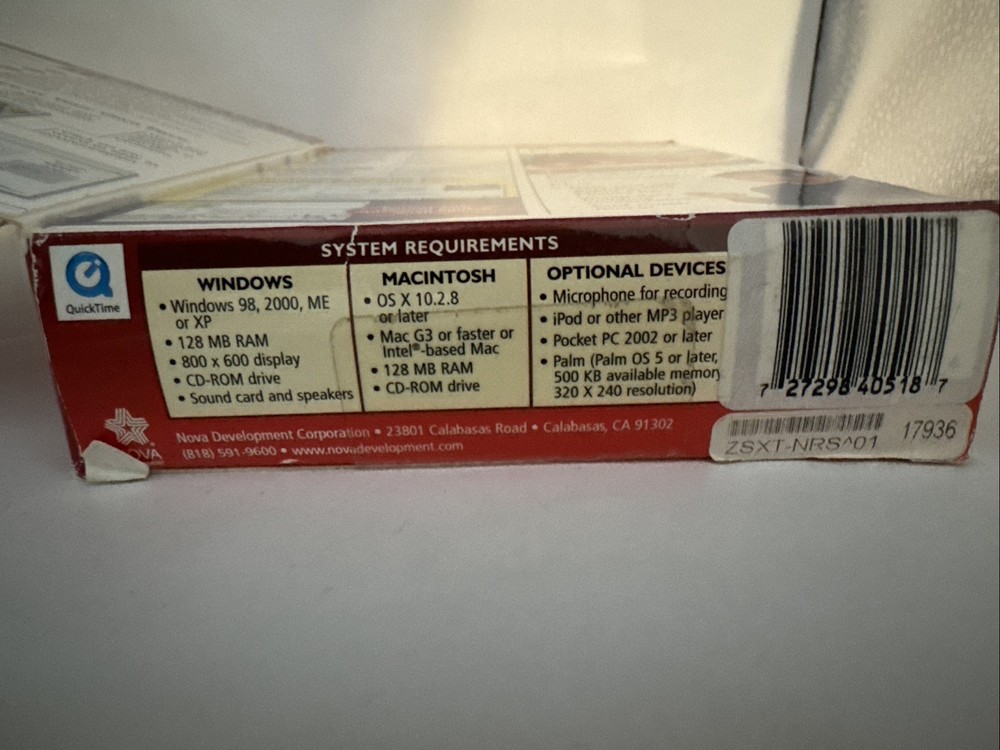 SYSTEM REQUIREMENTS
QuickTime
WINDOWS
• Windows 98, 2000, ME
or XP
• 128 MB RAM
• 800 x 600 display
• CD-ROM drive
• Sound card and speakers
MACINTOSH
• OS X 10.2.8
or later
• Mac G3 or faster or
Intel®-based Mac
• 128 MB RAM
• CD-ROM drive
OPTIONAL DEVICES
• Microphone for recording
• iPod or other MP3 player
• Pocket PC 2002 or later
• Palm (Palm OS 5 or later,
500 KB available memory
320 X 240 resolution)
7 27298 40518 7
OVA
Nova Development Corporation • 23801 Calabasas Road • Calabasas, CA 91302
(818) 591-9600 • www.novadevelopment.com
ZSXT-NRS^01 17936